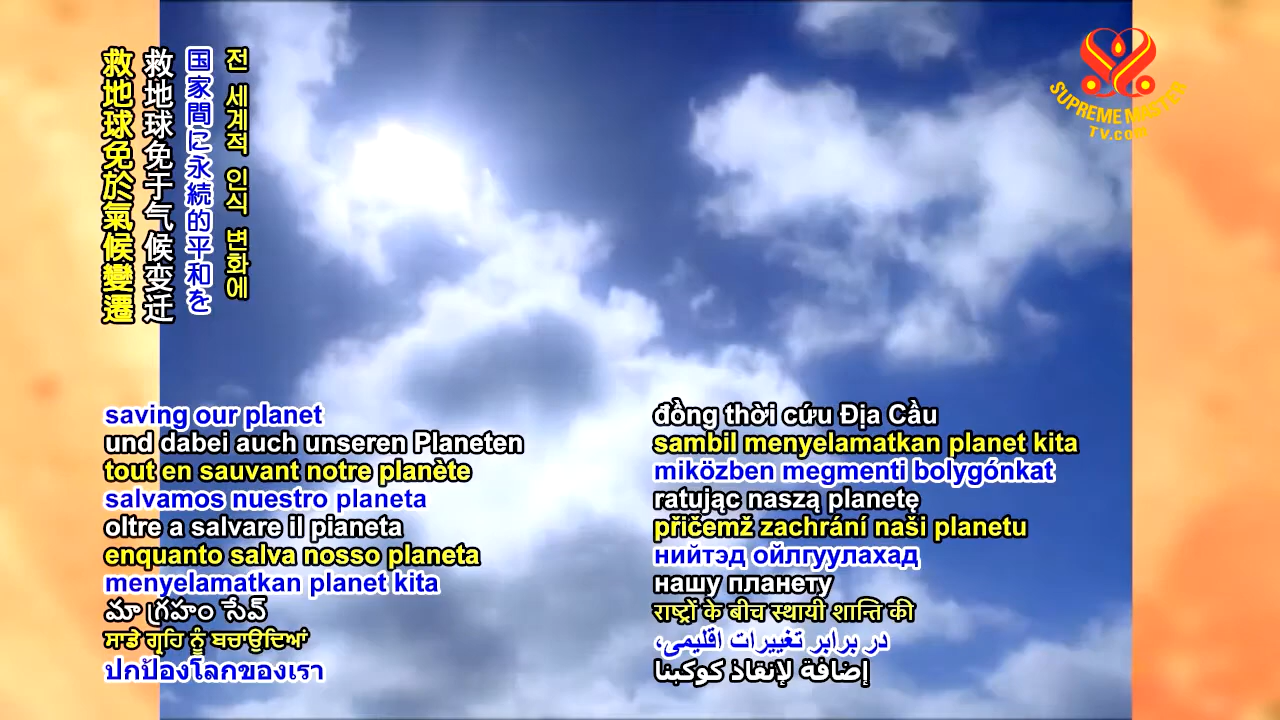 救地球免於氣候變遷
救地球免于气候变迁
国家間に永続的平和を
전 세계적 인식 변화에
SUPREME MASTER
TV.com
saving our planet
und dabei auch unseren Planeten
tout en sauvant notre planète
salvamos nuestro planeta
oltre a salvare il pianeta
enquanto salva nosso planeta
menyelamatkan planet kita
మా గ్రహం సేవ్
ਸਾਡੇ ਗ੍ਰਹਿ ਨੂੰ ਬਚਾਉਦਿਆਂ
ปกป้องโลกของเรา
đồng thời cứu Địa Cầu
sambil menyelamatkan planet kita
miközben megmenti bolygónkat
ratując naszą planetę
přičemž zachrání naši planetu
нийтэд ойлгуулахад
нашу планету
राष्ट्रों के बीच स्थायी शान्ति की
در برابر تغییرات اقلیمی،
إضافة لإنقاذ كوكبنا